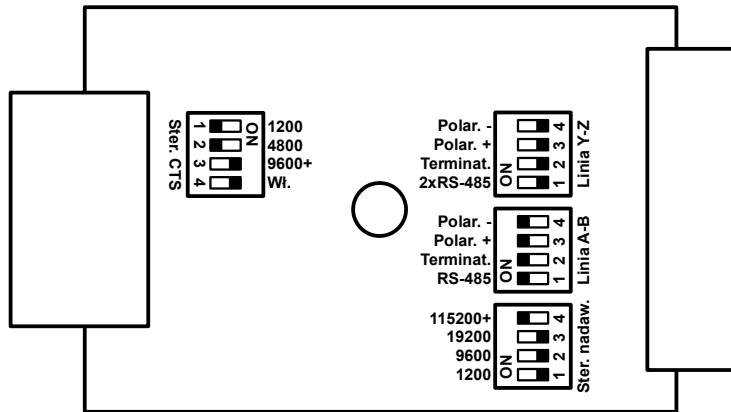 Ster. CTS
1 ON 1200
2 4800
3 9600+
4 Wł.
Linia Y-Z
Polar. - 4
Polar. + 3
Terminat. 2
2xRS-485 ON 1
Linia A-B
Polar. - 4
Polar. + 3
Terminat. 2
RS-485 ON 1
Ster. nadaw.
115200+ 4
19200 3
9600 2
1200 ON 1